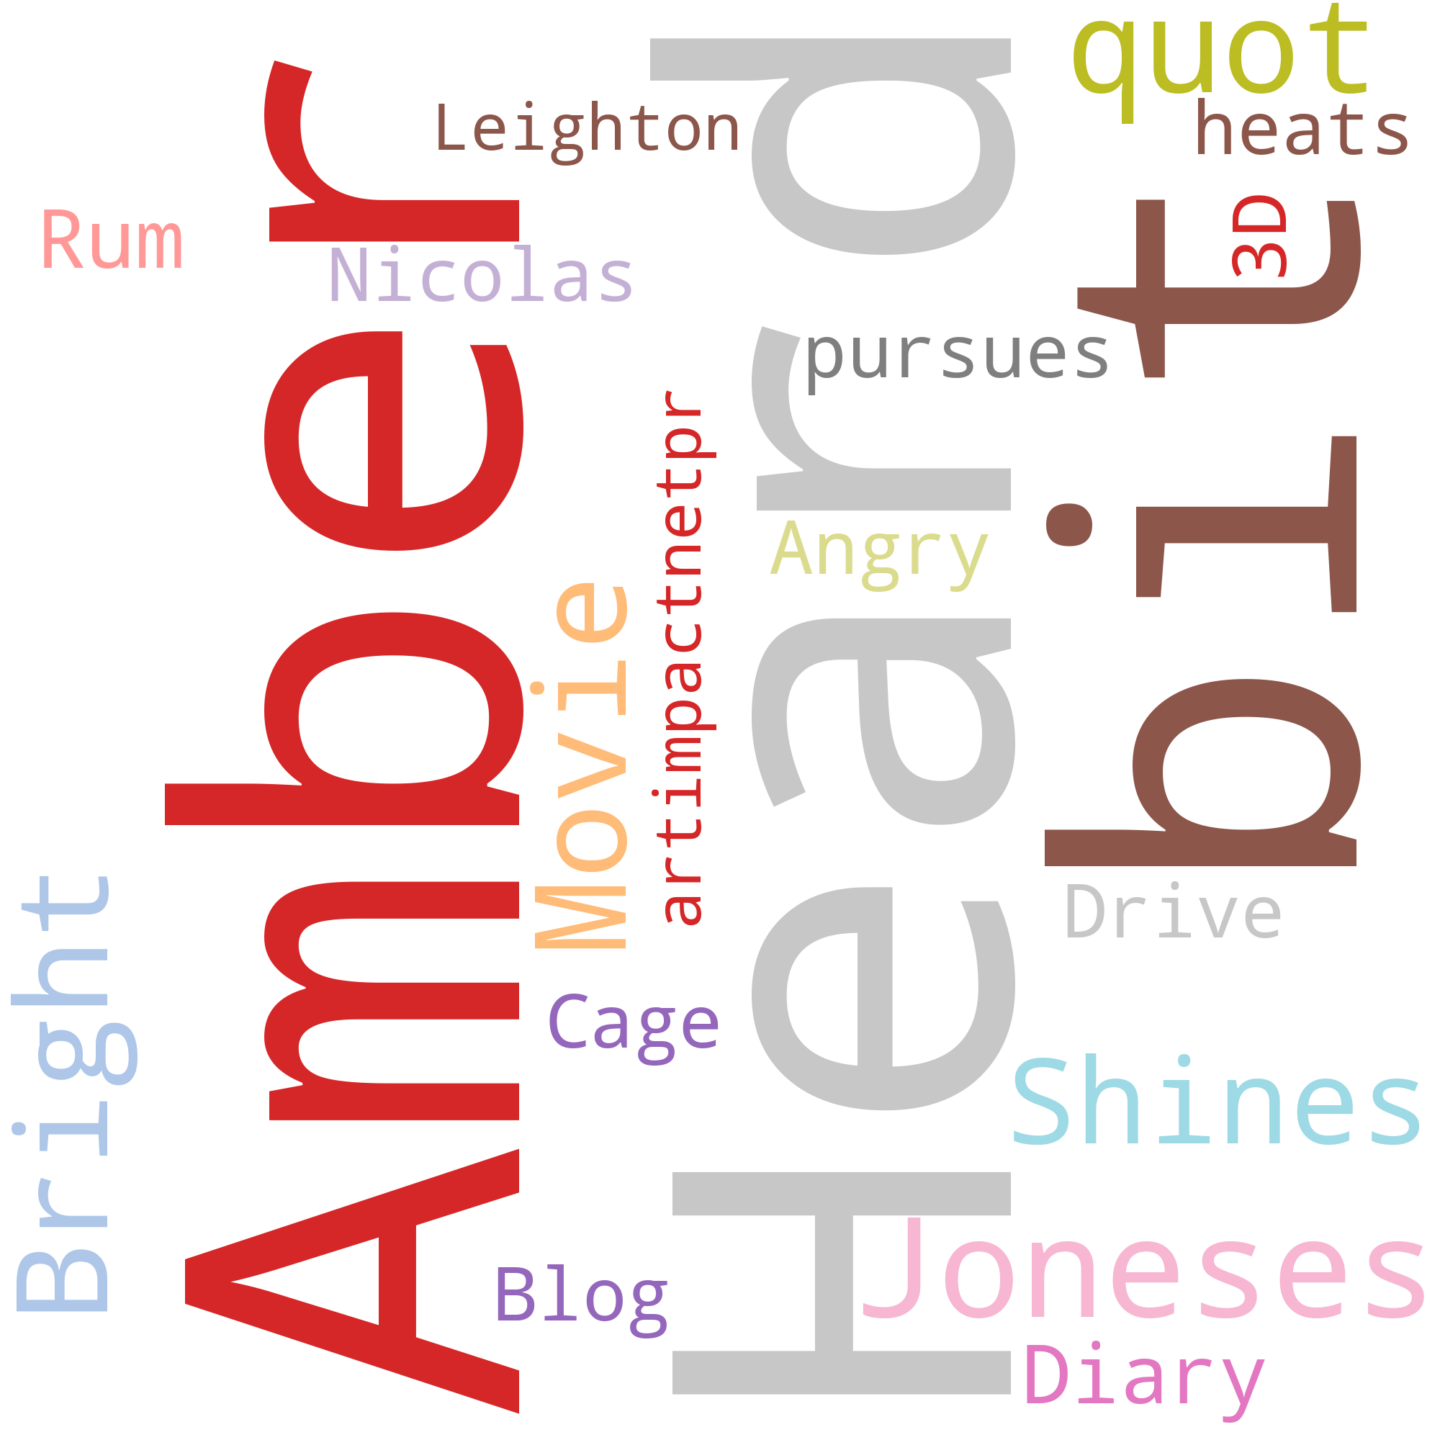 quot
Leighton
heats
Rum
3D
Nicolas
Amber
Heard
bit
pursues
artimpactnetpr
Angry
Movie
Bright
Drive
Cage
Shines
Blog
Joneses
Diary